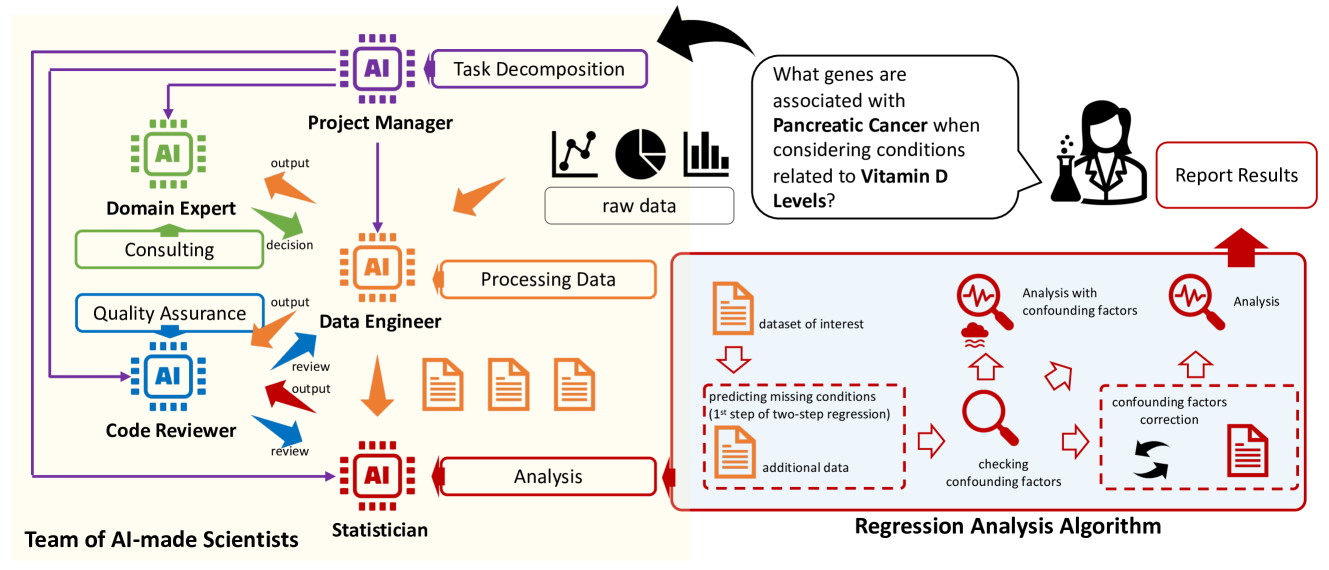 AI
Task Decomposition
Project Manager
What genes are
associated with
Pancreatic Cancer when
considering conditions
related to Vitamin D
Levels?
Report Results
raw data
AI
Domain Expert
Consulting
output
decision
AI
Processing Data
Data Engineer
Quality Assurance
AI
Code Reviewer
output
review
output
review
AI
Analysis
Statistician
Team of AI-made Scientists
dataset of interest
predicting missing conditions
(1st step of two-step regression)
additional data
Analysis with
confounding factors
checking
confounding factors
Analysis
confounding factors
correction
Regression Analysis Algorithm